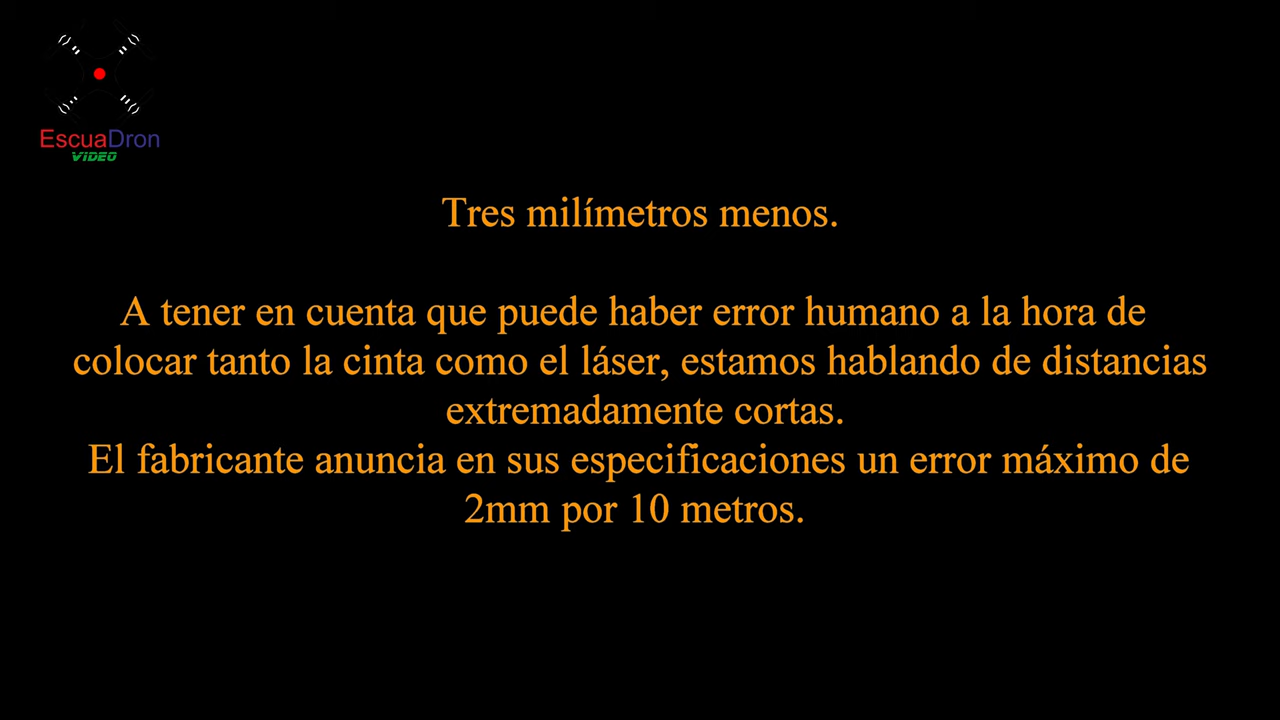 EscuaDron
VIDEO
Tres milímetros menos.
A tener en cuenta que puede haber error humano a la hora de
colocar tanto la cinta como el láser, estamos hablando de distancias
extremadamente cortas.
El fabricante anuncia en sus especificaciones un error máximo de
2mm por 10 metros.